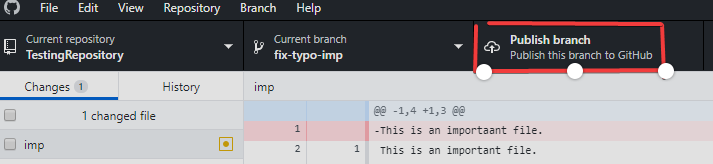 File Edit View Repository Branch Help
Current repository
TestingRepository
Current branch
fix-typo-imp
Publish branch
Publish this branch to GitHub
Changes 1 History
imp
1 changed file
@@ -1,4 +1,3 @@
1 -This is an importaant file.
imp
2 1 This is an important file.